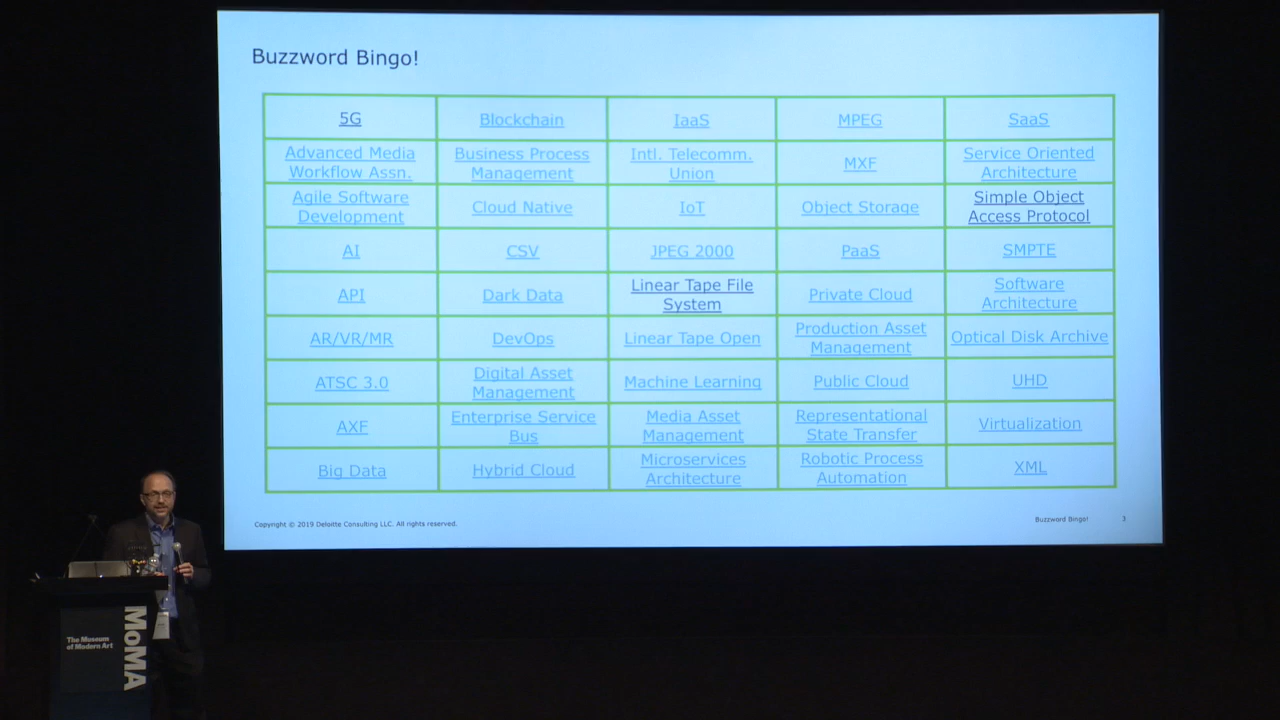 Buzzword Bingo!
5G
Blockchain
IaaS
MPEG
SaaS
Advanced Media
Workflow Assn.
Business Process
Management
Intl. Telecomm.
Union
MXF
Service Oriented
Architecture
Agile Software
Development
Cloud Native
IoT
Object Storage
Simple Object
Access Protocol
AI
CSV
JPEG 2000
PaaS
SMPTE
API
Dark Data
Linear Tape File
System
Private Cloud
Software
Architecture
AR/VR/MR
DevOps
Linear Tape Open
Production Asset
Management
Optical Disk Archive
ATSC 3.0
Digital Asset
Management
Machine Learning
Public Cloud
UHD
AXF
Enterprise Service
Bus
Media Asset
Management
Representational
State Transfer
Virtualization
Big Data
Hybrid Cloud
Microservices
Architecture
Robotic Process
Automation
XML
Copyright © 2019 Deloitte Consulting LLC. All rights reserved.
Buzzword Bingo!
3
The Museum
of Modern Art
MoMA